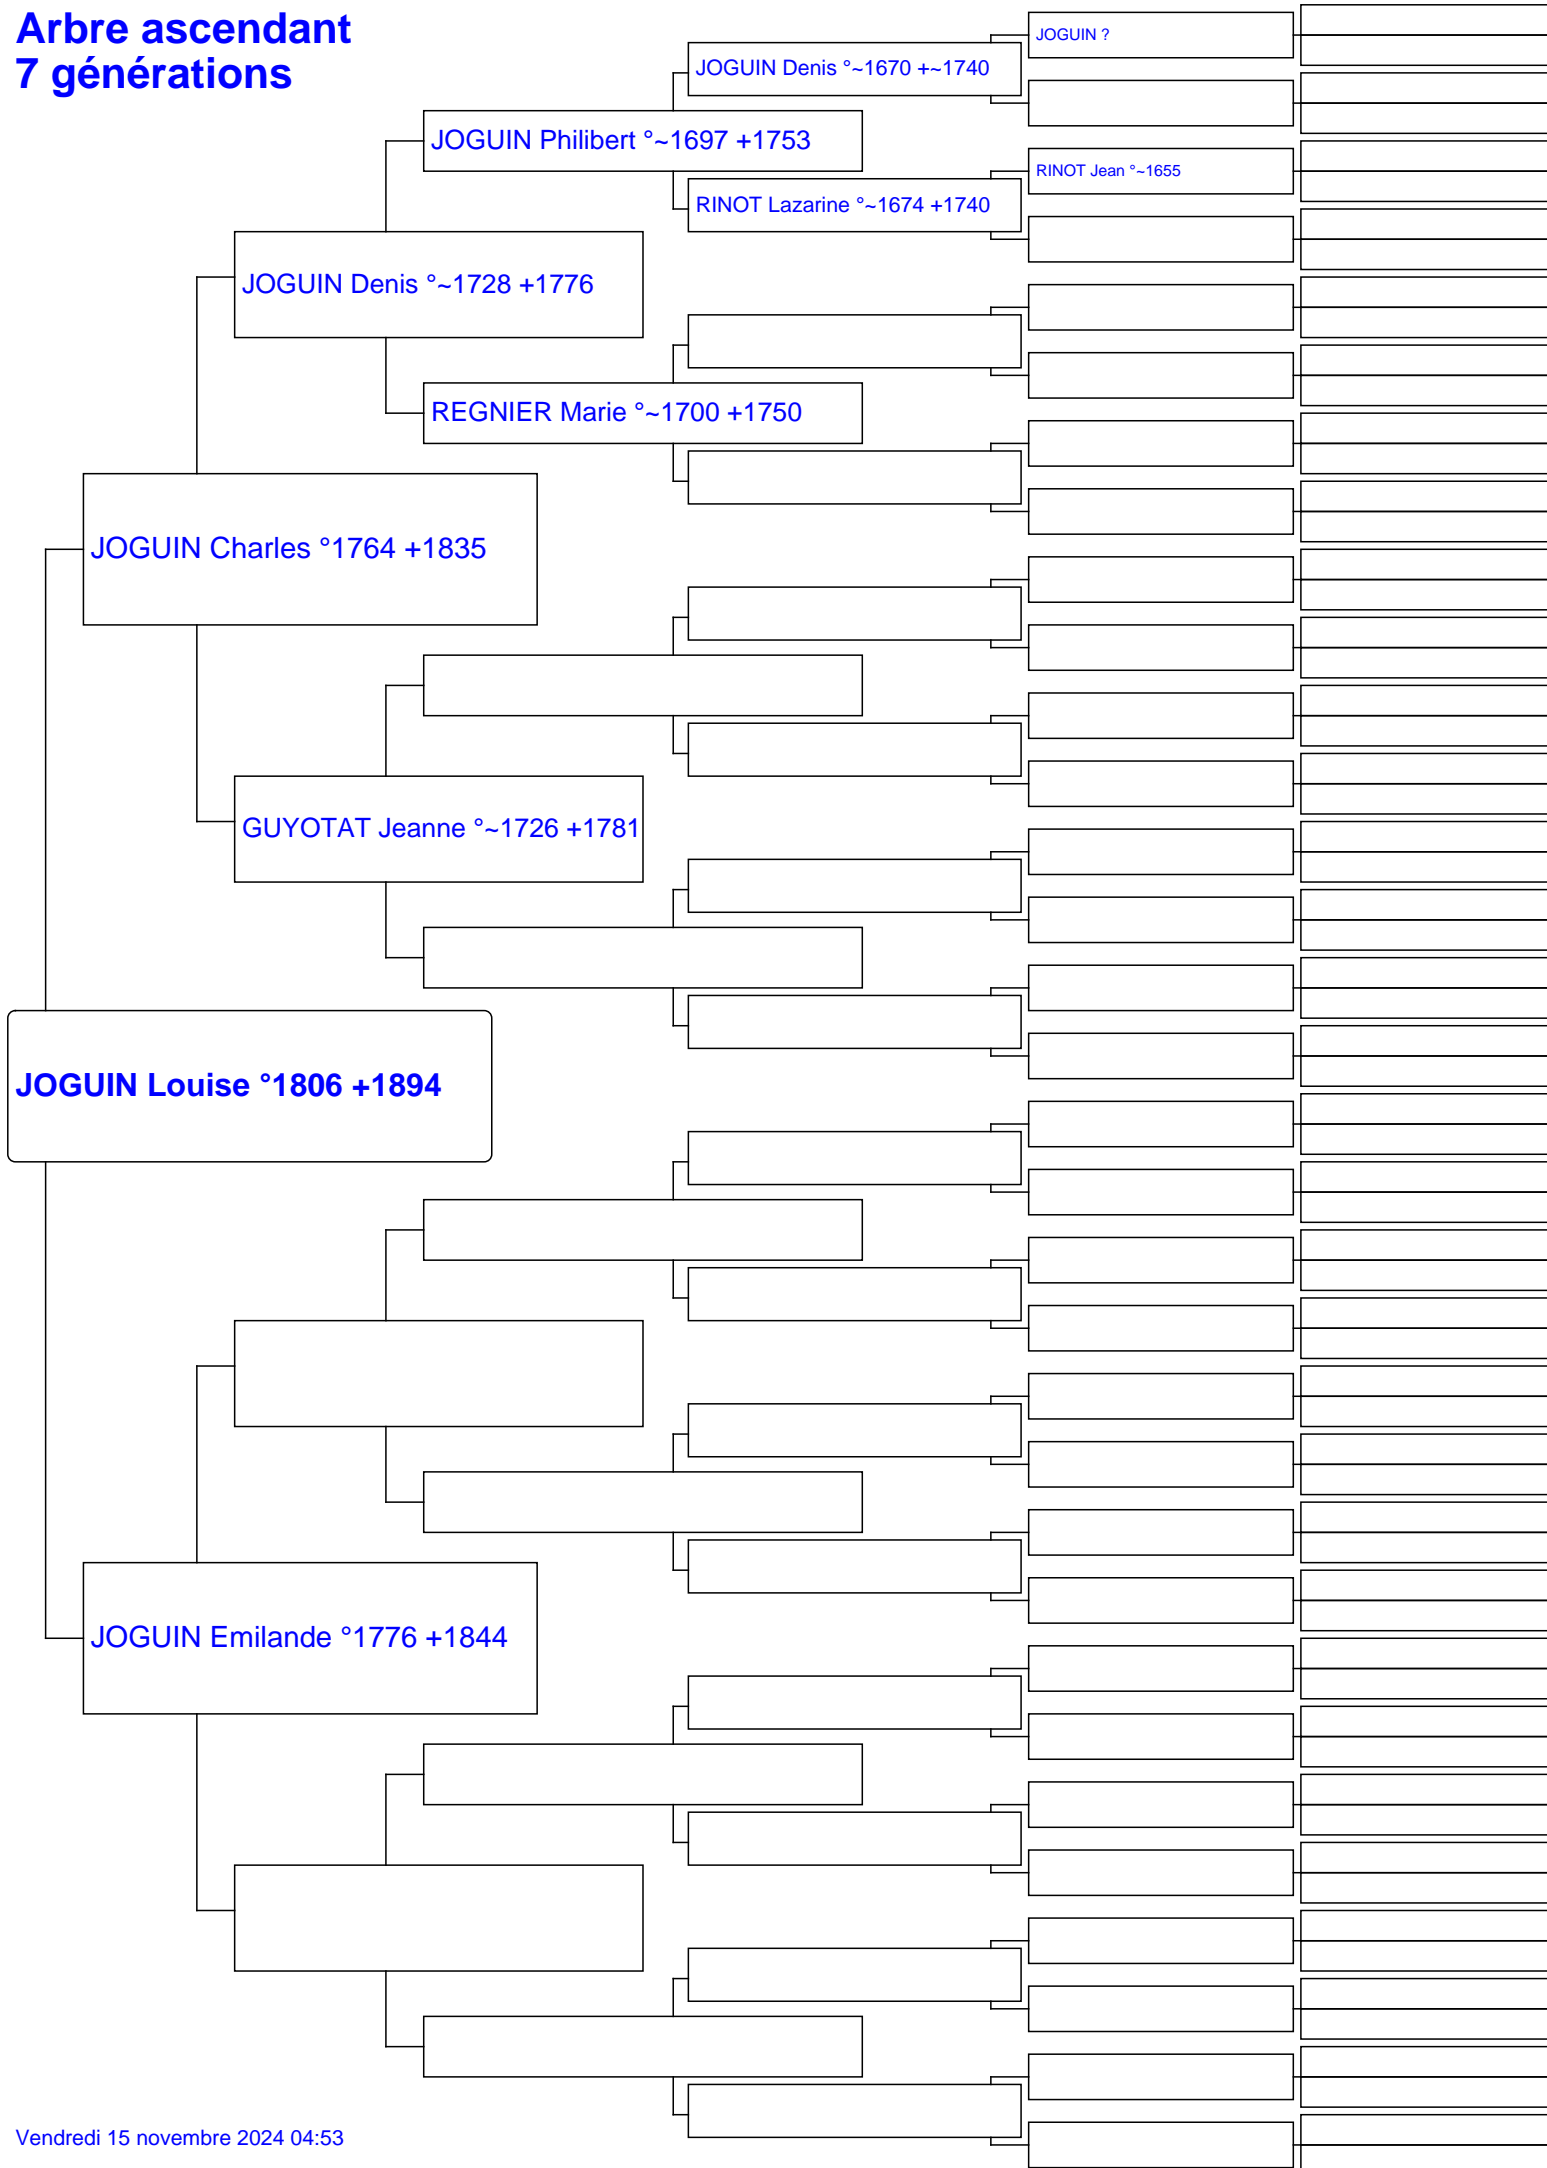 Arbre ascendant
7 générations
JOGUIN ?
JOGUIN Denis °~1670 +~1740
JOGUIN Philibert °~1697 +1753
RINOT Jean °~1655
RINOT Lazarine °~1674 +1740
JOGUIN Denis °~1728 +1776
REGNIER Marie °~1700 +1750
JOGUIN Charles °1764 +1835
GUYOTAT Jeanne °~1726 +1781
JOGUIN Louise °1806 +1894
JOGUIN Emilande °1776 +1844
Vendredi 15 novembre 2024 04:53